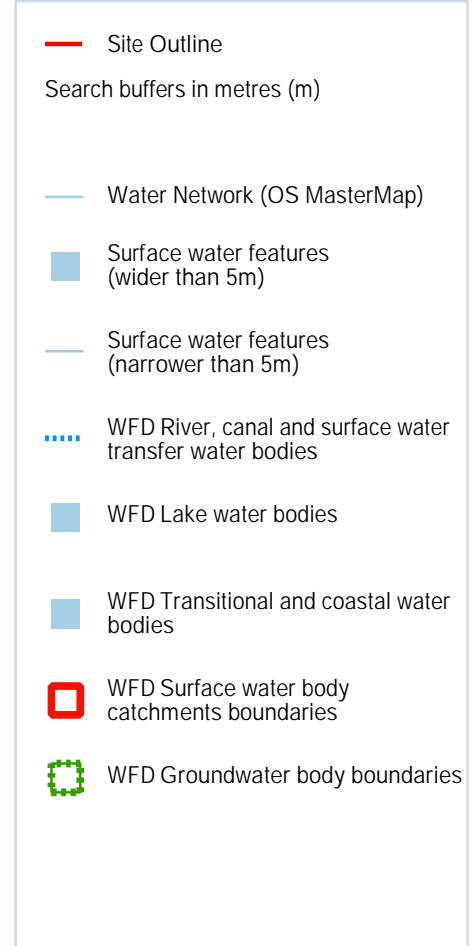 Site Outline
Search buffers in metres (m)
Water Network (OS MasterMap)
Surface water features
(wider than 5m)
Surface water features
(narrower than 5m)
WFD River, canal and surface water
transfer water bodies
WFD Lake water bodies
WFD Transitional and coastal water
bodies
WFD Surface water body
catchments boundaries
WFD Groundwater body boundaries